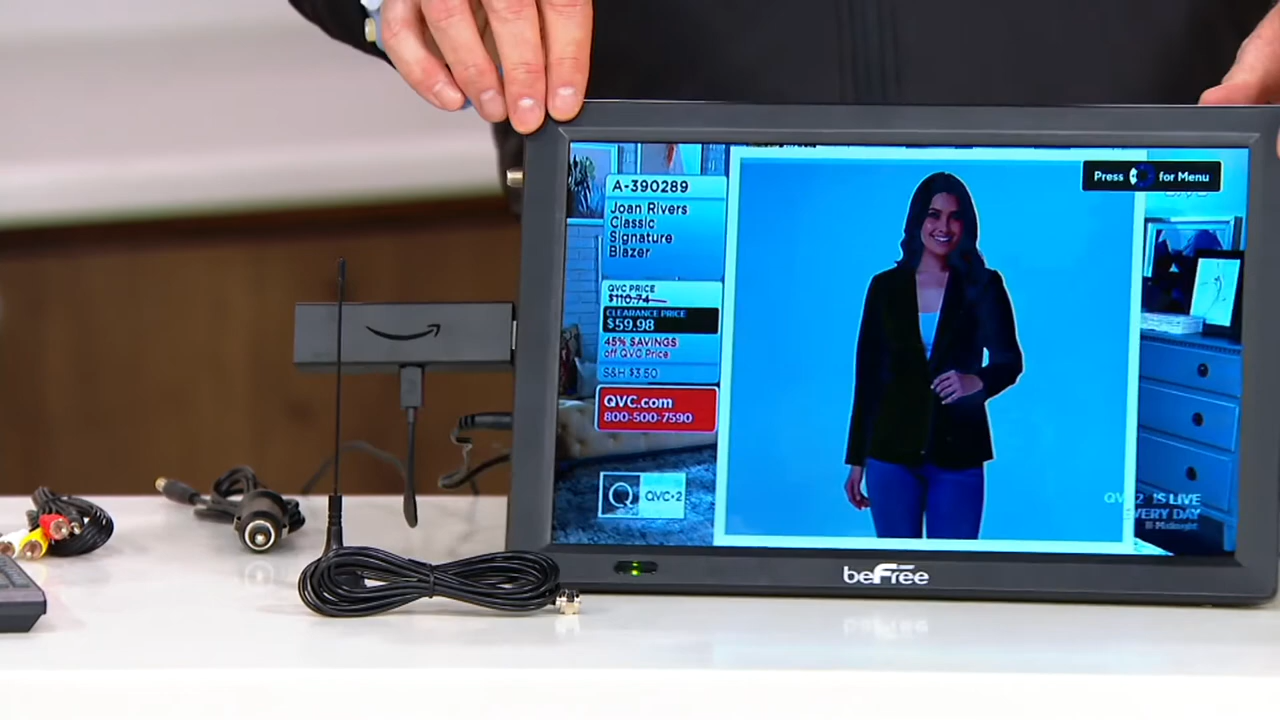 A-390289
Joan Rivers
Classic
Signature
Blazer
QVC PRICE
$110.74
CLEARANCE PRICE
$59.98
45% SAVINGS
off QVC Price
S&H $3.50
QVC.com
800-500-7590
Q QVC•2
Press for Menu
IS LIVE
EVERY DAY
beFree